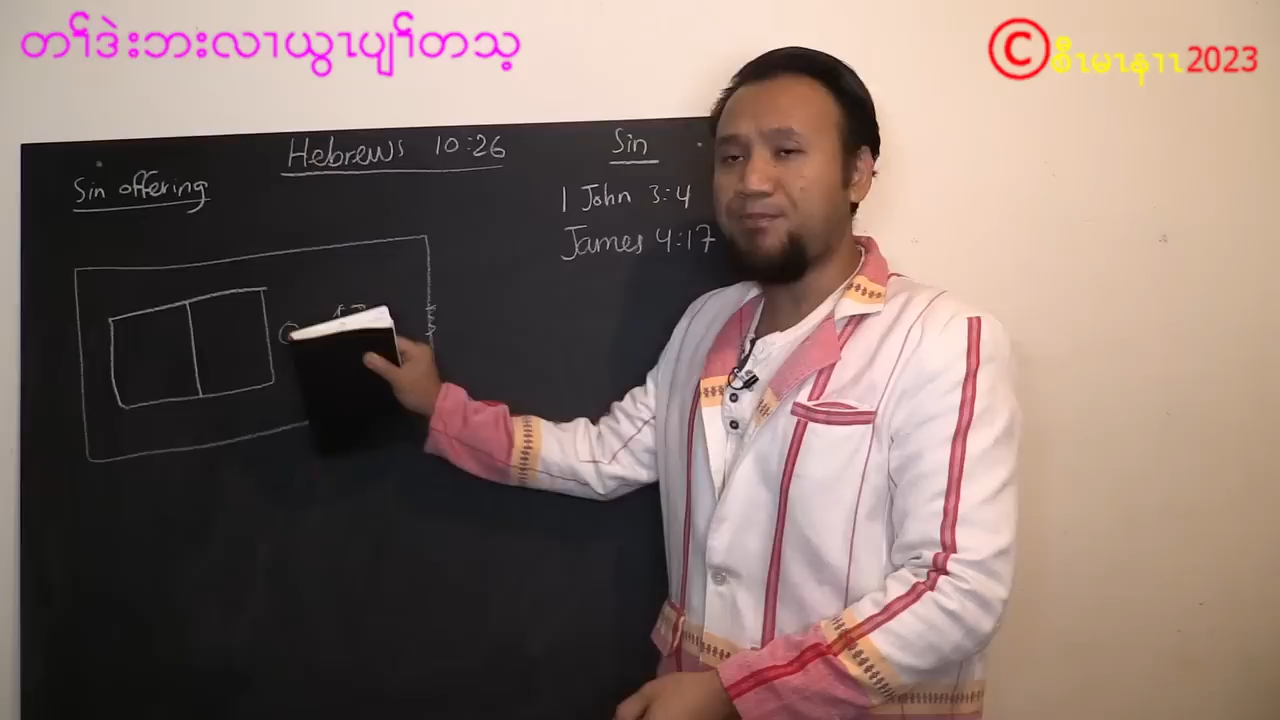 တၢ်ဒဲးဘးလၢယွၤပျၢ်တသ့
©စီၤမၤနၢၤ2023
Hebrews 10:26
Sin
Sin offering
1 John 3:4
James 4:17